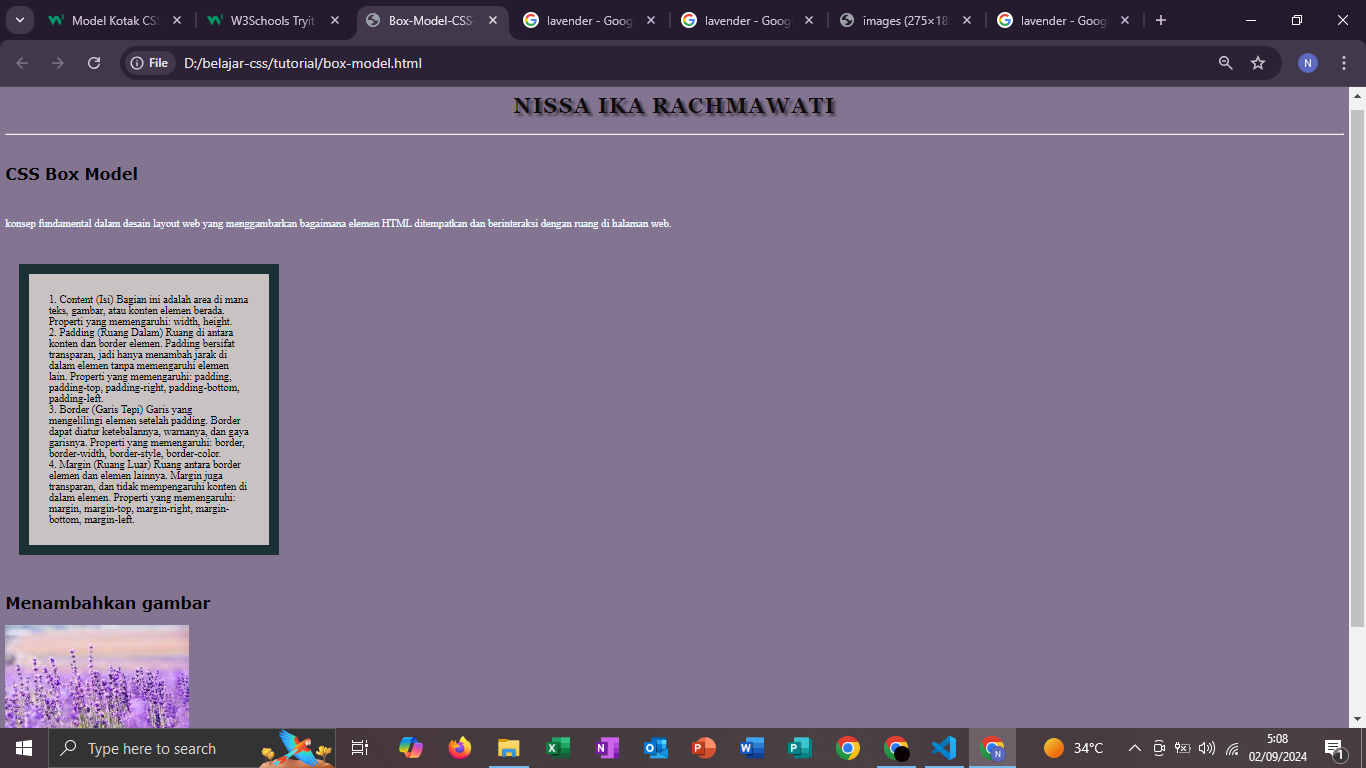 Model Kotak CSS
W3Schools Tryit
Box-Model-CSS-
lavender - Goog
lavender - Goog
images (275×18
lavender - Goog
File
D:/belajar-css/tutorial/box-model.html
N
NISSA IKA RACHMAWATI
CSS Box Model
konsep fundamental dalam desain layout web yang menggambarkan bagaimana elemen HTML ditempatkan dan berinteraksi dengan ruang di halaman web.
1. Content (Isi) Bagian ini adalah area di mana
teks, gambar, atau konten elemen berada.
Properti yang memengaruhi: width, height.
2. Padding (Ruang Dalam) Ruang di antara
konten dan border elemen. Padding bersifat
transparan, jadi hanya menambah jarak di
dalam elemen tanpa memengaruhi elemen
lain. Properti yang memengaruhi: padding,
padding-top, padding-right, padding-bottom,
padding-left.
3. Border (Garis Tepi) Garis yang
mengelilingi elemen setelah padding. Border
dapat diatur ketebalannya, warnanya, dan gaya
garisnya. Properti yang memengaruhi: border,
border-width, border-style, border-color.
4. Margin (Ruang Luar) Ruang antara border
elemen dan elemen lainnya. Margin juga
transparan, dan tidak mempengaruhi konten di
dalam elemen. Properti yang memengaruhi:
margin, margin-top, margin-right, margin-
bottom, margin-left.
Menambahkan gambar
Type here to search
34°C
5:08
02/09/2024
1